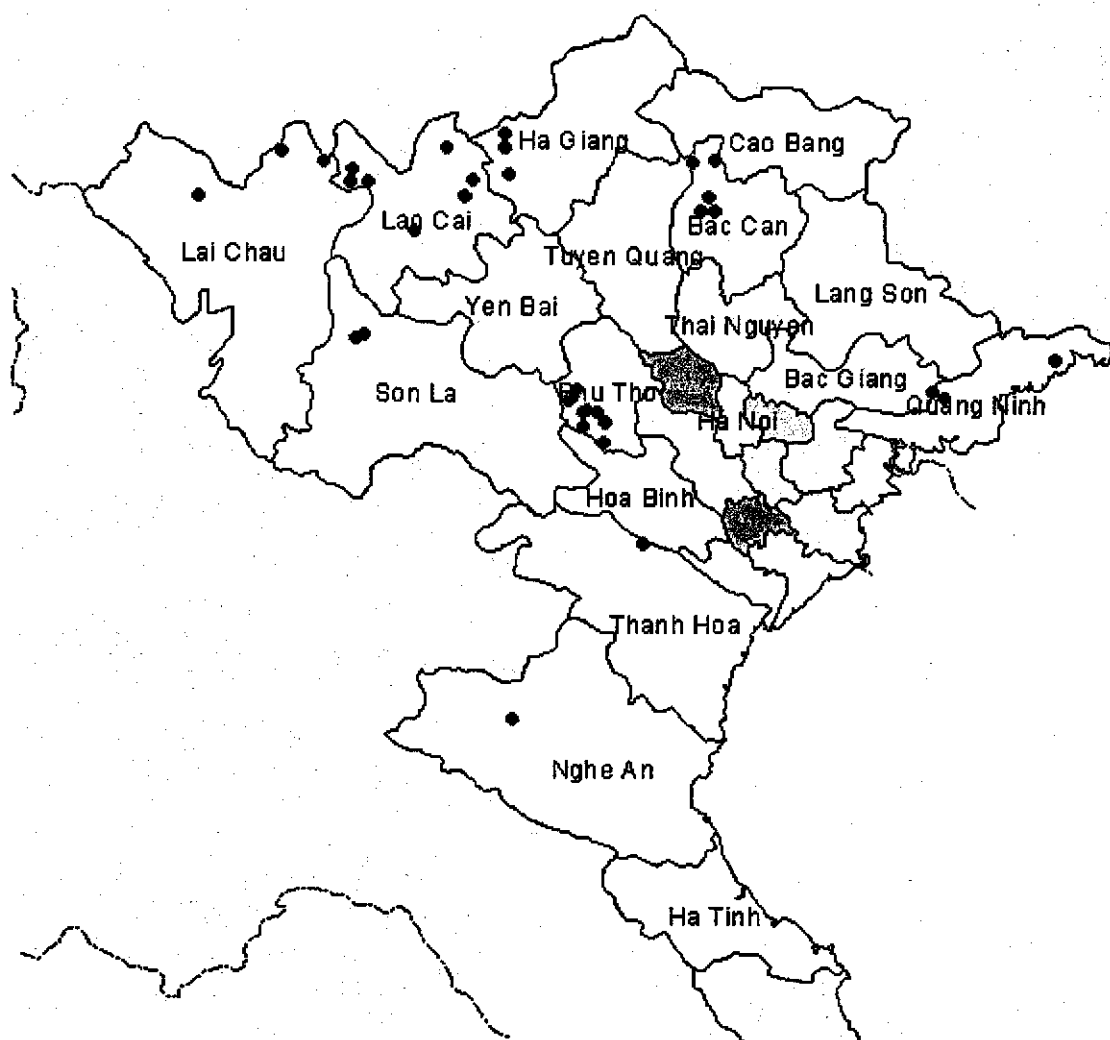 Ha Giang
Cao Bang
Lao Cai
Bac Can
Lai Chau
Tuyen Quang
Lang Son
Yen Bai
Thai Nguyen
Son La
Phu Tho
Bac Giang
Quang Ninh
Ha Noi
Hoa Binh
Thanh Hoa
Nghe An
Ha Tinh